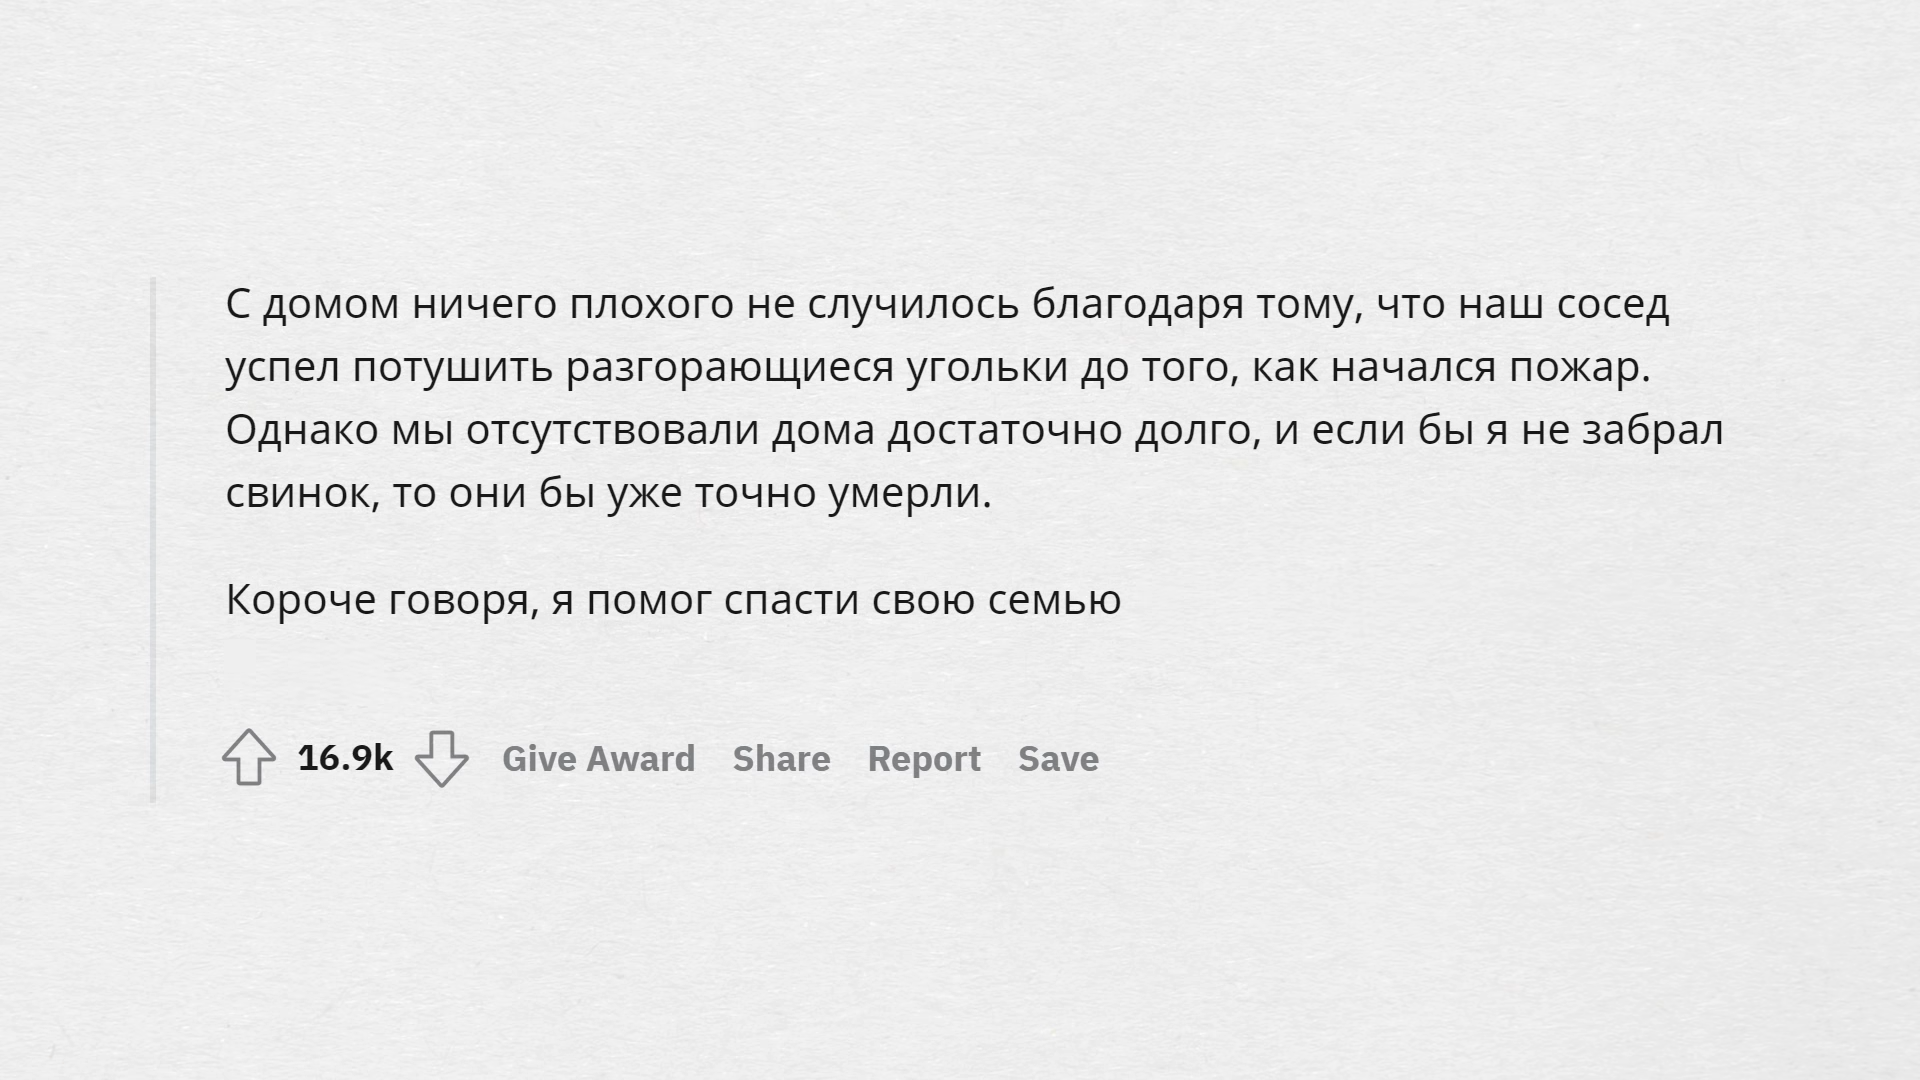 С домом ничего плохого не случилось благодаря тому, что наш сосед
успел потушить разгорающиеся угольки до того, как начался пожар.
Однако мы отсутствовали дома достаточно долго, и если бы я не забрал
свинок, то они бы уже точно умерли.
Короче говоря, я помог спасти свою семью
16.9k Give Award Share Report Save